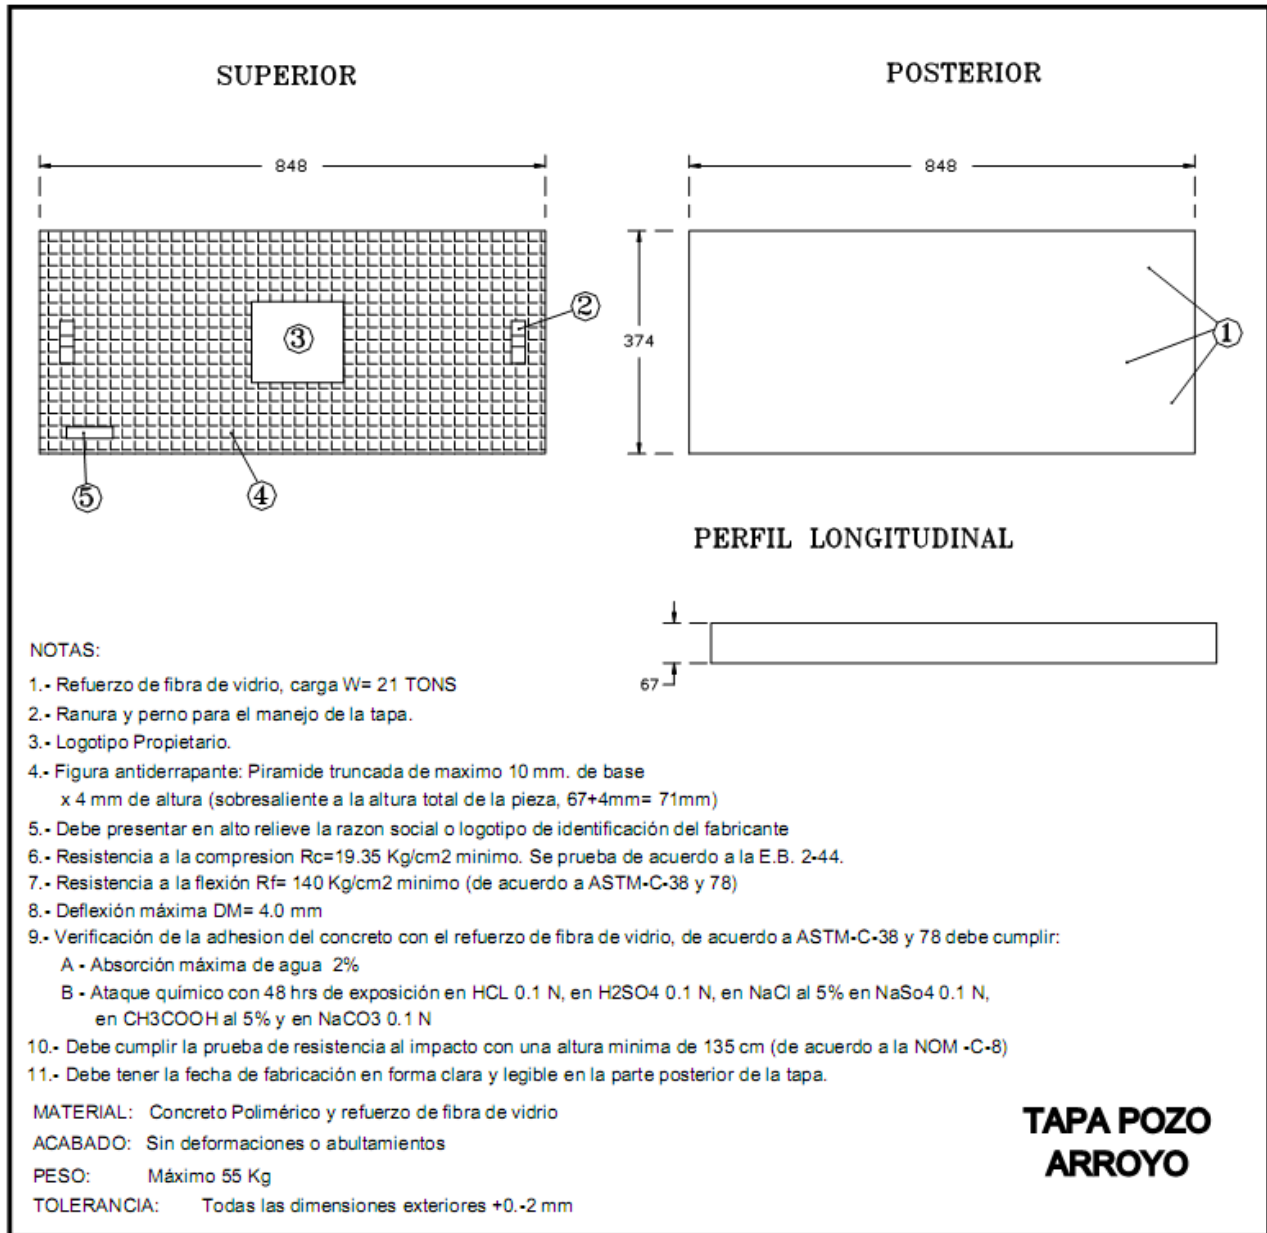 SUPERIOR
POSTERIOR
848
848
2
3
374
1
5
4
PERFIL LONGITUDINAL
67
NOTAS:
1.- Refuerzo de fibra de vidrio, carga W= 21 TONS
2.- Ranura y perno para el manejo de la tapa.
3.- Logotipo Propietario.
4.- Figura antiderrapante: Piramide truncada de maximo 10 mm. de base
x 4 mm de altura (sobresaliente a la altura total de la pieza, 67+4mm= 71mm)
5.- Debe presentar en alto relieve la razon social o logotipo de identificación del fabricante
6.- Resistencia a la compresion Rc=19.35 Kg/cm2 minimo. Se prueba de acuerdo a la E.B. 2-44.
7.- Resistencia a la flexión Rf= 140 Kg/cm2 minimo (de acuerdo a ASTM-C-38 y 78)
8.- Deflexión máxima DM= 4.0 mm
9.- Verificación de la adhesion del concreto con el refuerzo de fibra de vidrio, de acuerdo a ASTM-C-38 y 78 debe cumplir:
A - Absorción máxima de agua 2%
B - Ataque químico con 48 hrs de exposición en HCL 0.1 N, en H2SO4 0.1 N, en NaCl al 5% en NaSo4 0.1 N,
en CH3COOH al 5% y en NaCO3 0.1 N
10.- Debe cumplir la prueba de resistencia al impacto con una altura minima de 135 cm (de acuerdo a la NOM -C-8)
11.- Debe tener la fecha de fabricación en forma clara y legible en la parte posterior de la tapa.
MATERIAL: Concreto Polimérico y refuerzo de fibra de vidrio
ACABADO: Sin deformaciones o abultamientos
PESO: Máximo 55 Kg
TOLERANCIA: Todas las dimensiones exteriores +0.-2 mm
TAPA POZO
ARROYO